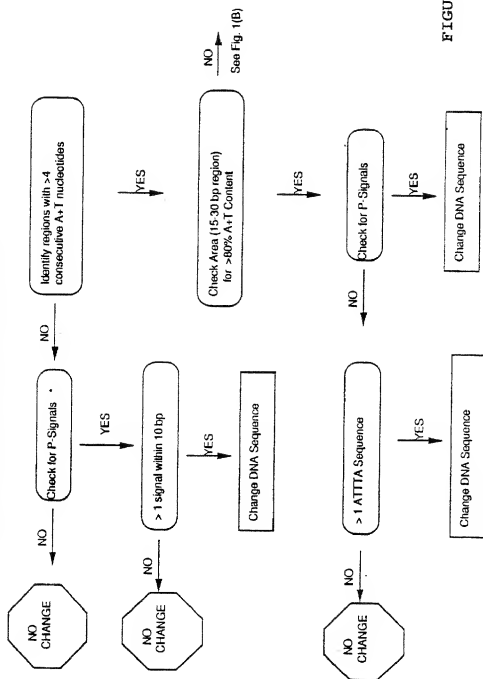 Identify regions with >4
consecutive A+T nucleotides
NO
Check for P-Signals *
NO
NO
CHANGE
YES
YES
Check Area (15-30 bp region)
for >80% A+T Content
NO
See Fig. 1(B)
> 1 signal within 10 bp
NO
NO
CHANGE
YES
YES
Change DNA Sequence
Check for P-Signals
NO
> 1 ATTTA Sequence
NO
NO
CHANGE
YES
YES
Change DNA Sequence
Change DNA Sequence
FIGU